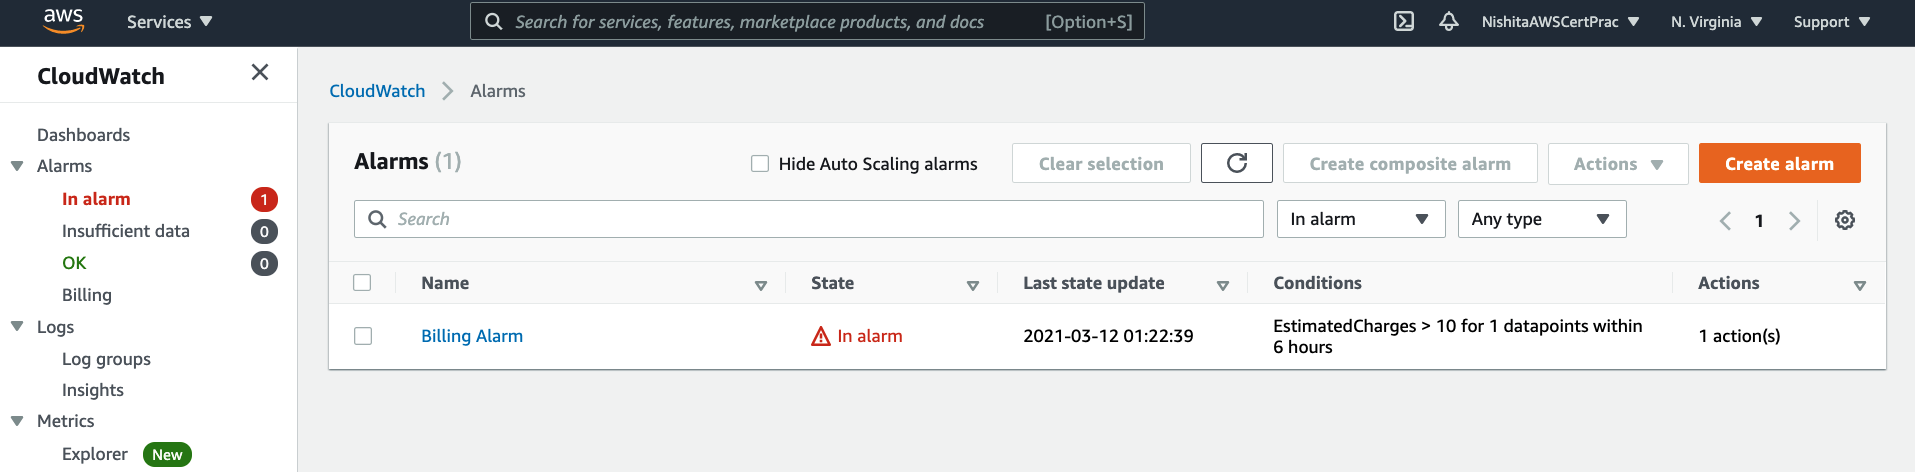 aws
Services
Search for services, features, marketplace products, and docs
[Option+S]
NishitaAWSCertPrac
N. Virginia
Support
CloudWatch
Dashboards
Alarms
In alarm 1
Insufficient data 0
OK 0
Billing
Logs
Log groups
Insights
Metrics
Explorer New
CloudWatch
Alarms
Alarms (1)
Hide Auto Scaling alarms
Clear selection
Create composite alarm
Actions
Create alarm
Search
In alarm
Any type
1
Name
State
Last state update
Conditions
Actions
Billing Alarm
In alarm
2021-03-12 01:22:39
EstimatedCharges > 10 for 1 datapoints within
6 hours
1 action(s)